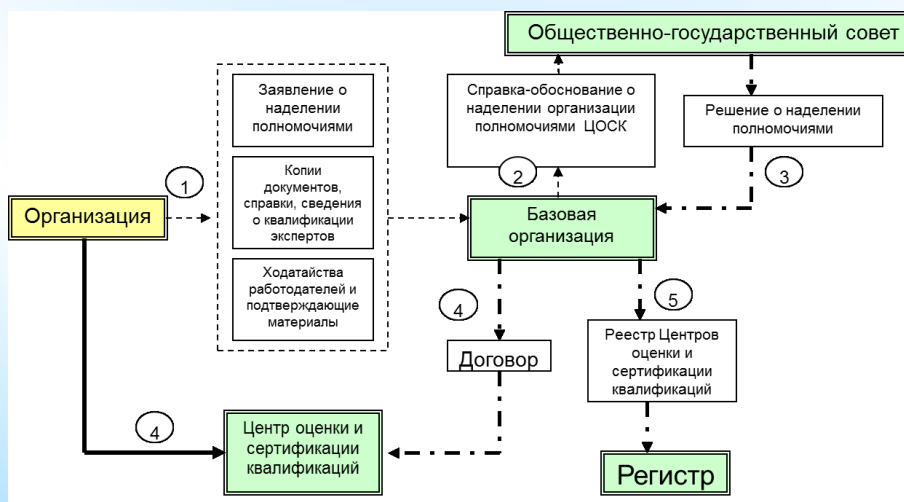 Общественно-государственный совет
Заявление о
наделении
полномочиями
Справка-обоснование о
наделении организации
полномочиями ЦОСК
Решение о наделении
полномочиями
1
Копии
документов,
справки, сведения
о квалификации
экспертов
2
3
Организация
Базовая
организация
Ходатайства
работодателей и
подтверждающие
материалы
4
5
Договор
Реестр Центров
оценки и
сертификации
квалификаций
4
Центр оценки и
сертификации
квалификаций
Регистр